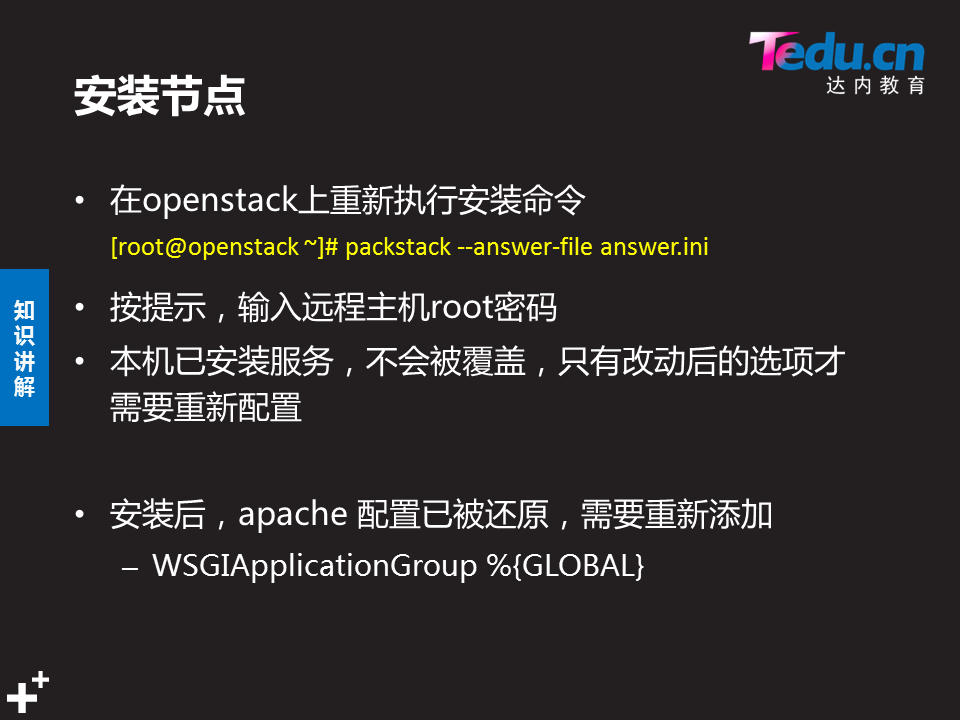 Tedu.cn
达内教育
安装节点
• 在openstack上重新执行安装命令
[root@openstack ~]# packstack --answer-file answer.ini
• 按提示，输入远程主机root密码
• 本机已安装服务，不会被覆盖，只有改动后的选项才
需要重新配置
知
识
讲
解
• 安装后，apache 配置已被还原，需要重新添加
– WSGIApplicationGroup %{GLOBAL}